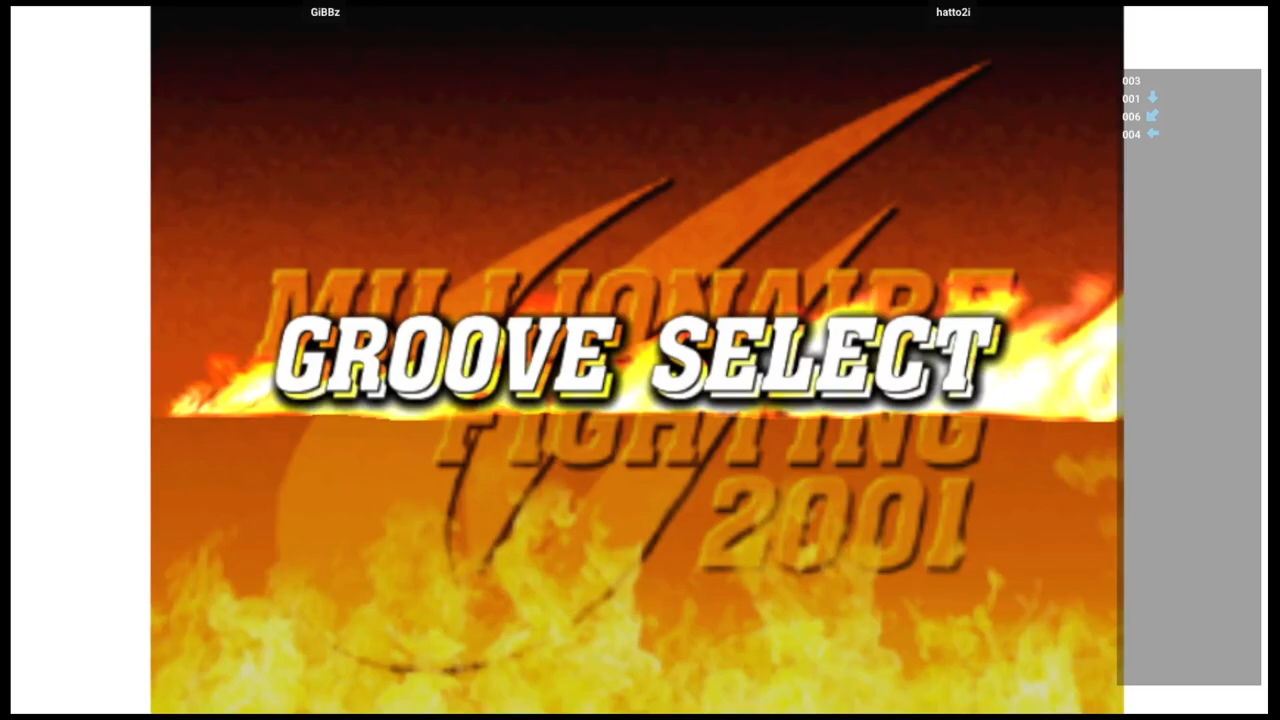 GiBBz
hatto2i
003
001
006
004
MILLIONAIRE
GROOVE SELECT
FIGHTING
2001